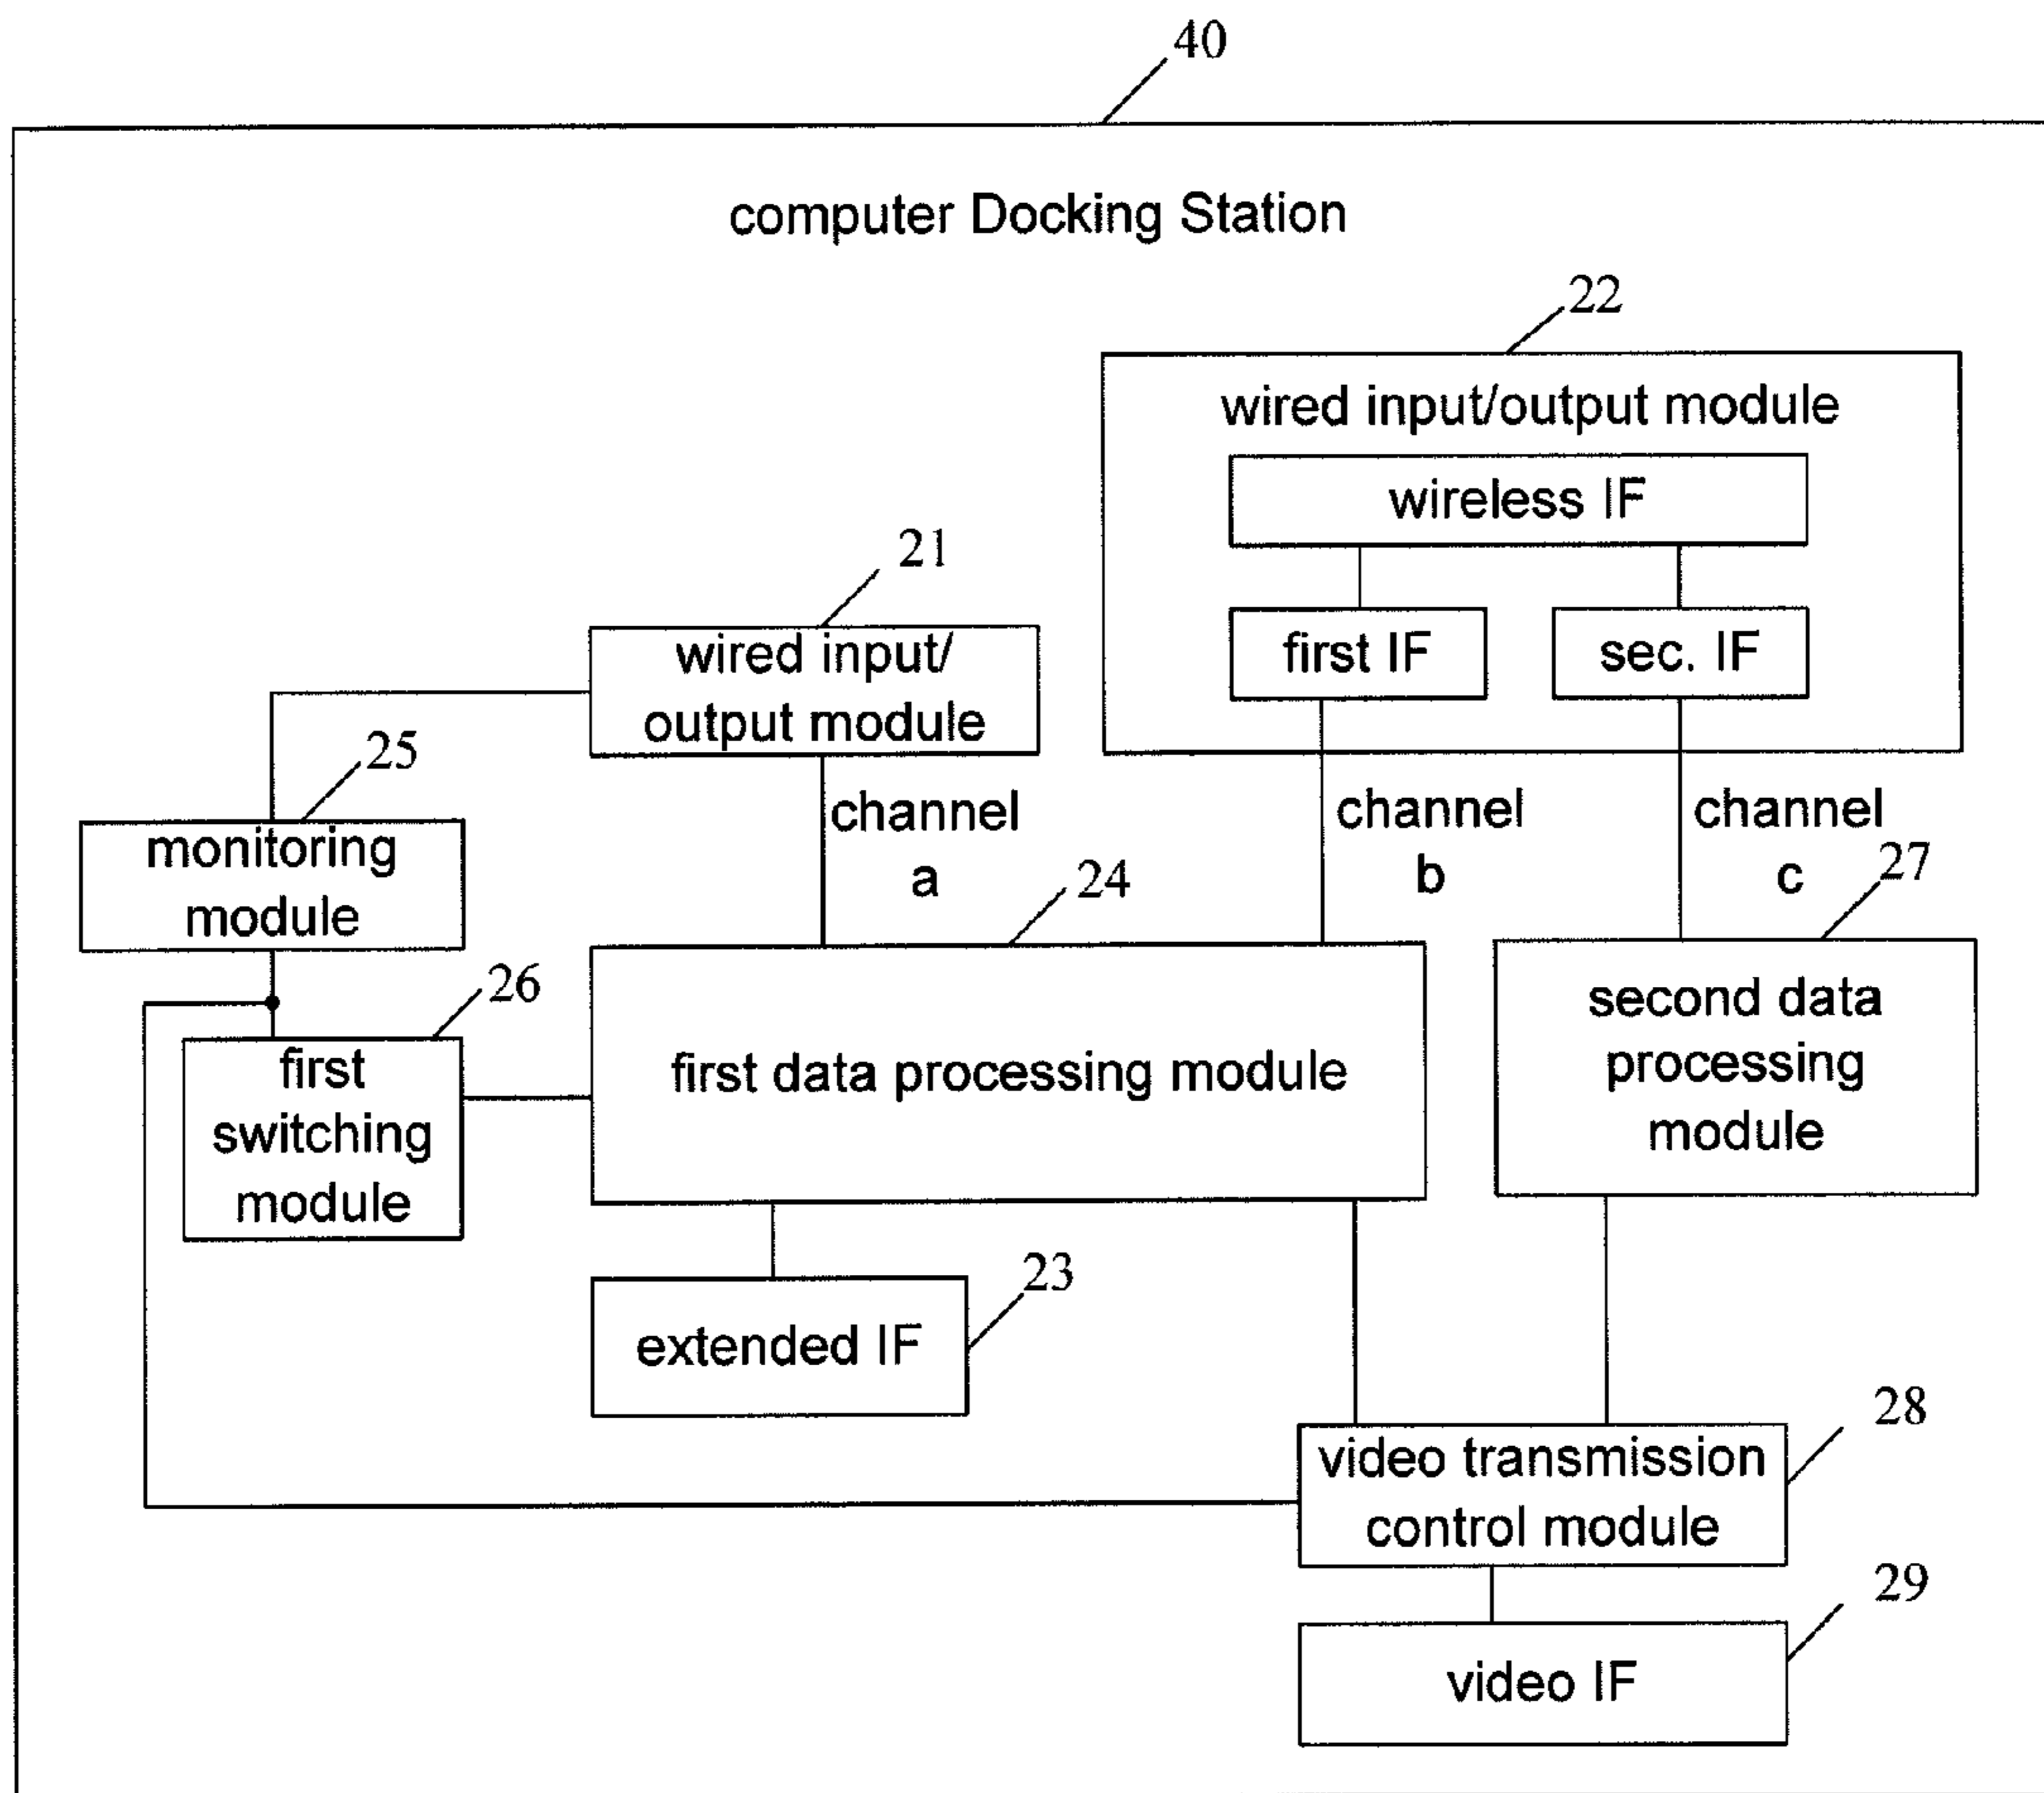 40
computer Docking Station
22
wired input/output module
wireless IF
21
first IF
sec. IF
wired input/
output module
25
channel
a
channel
b
channel
c
monitoring
module
24
27
26
first
switching
module
first data processing module
second data
processing
module
23
extended IF
28
video transmission
control module
29
video IF